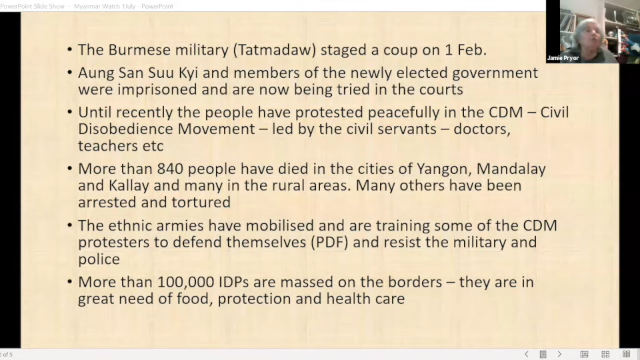 PowerPoint Slide Show - Myanmar Watch 1July - PowerPoint
• The Burmese military (Tatmadaw) staged a coup on 1 Feb.
• Aung San Suu Kyi and members of the newly elected government
were imprisoned and are now being tried in the courts
• Until recently the people have protested peacefully in the CDM – Civil
Disobedience Movement – led by the civil servants – doctors,
teachers etc
• More than 840 people have died in the cities of Yangon, Mandalay
and Kallay and many in the rural areas. Many others have been
arrested and tortured
• The ethnic armies have mobilised and are training some of the CDM
protesters to defend themselves (PDF) and resist the military and
police
• More than 100,000 IDPs are massed on the borders – they are in
great need of food, protection and health care
Jamie Pryor
of 5